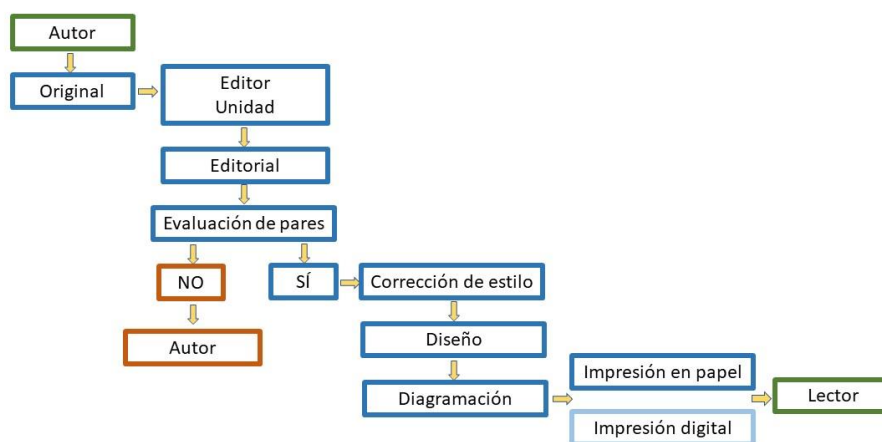 Autor
Original
Editor
Unidad
Editorial
Evaluación de pares
NO
SÍ
Corrección de estilo
Autor
Diseño
Diagramación
Impresión en papel
Impresión digital
Lector